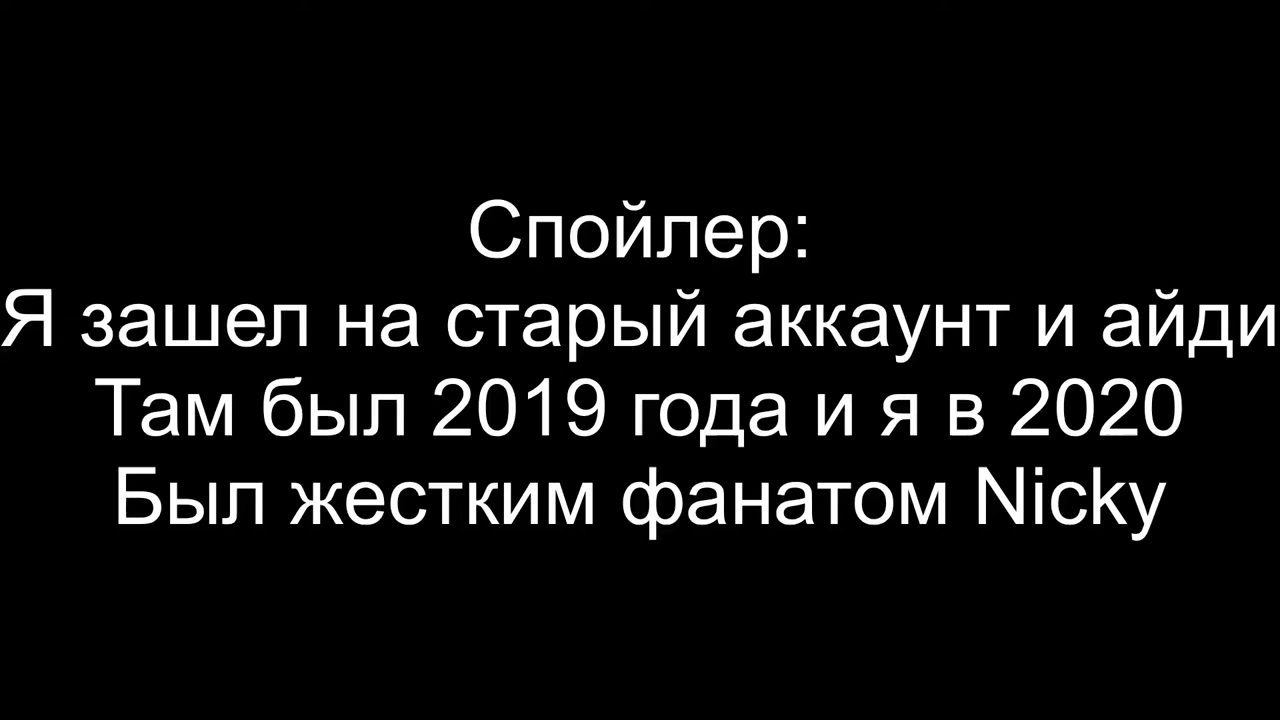 Спойлер:
Я зашел на старый аккаунт и айди
Там был 2019 года и я в 2020
Был жестким фанатом Nicky